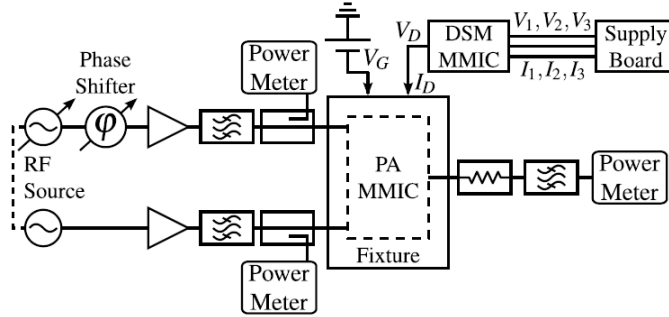 Phase
Shifter
φ
RF
Source
Power
Meter
V_G
V_D
I_D
DSM
MMIC
V_1, V_2, V_3
I_1, I_2, I_3
Supply
Board
PA
MMIC
Fixture
Power
Meter
Power
Meter